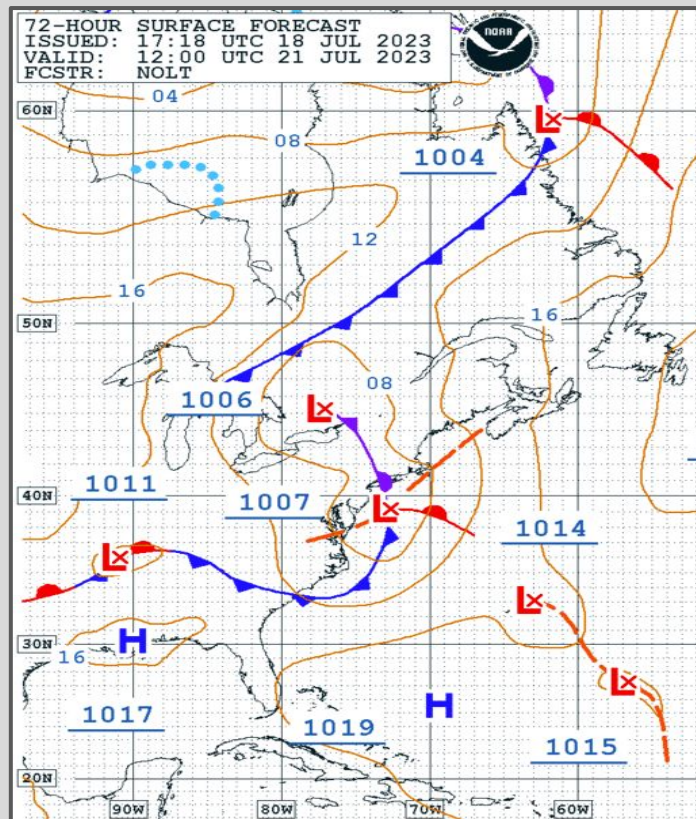 72-HOUR SURFACE FORECAST
ISSUED: 17:18 UTC 18 JUL 2023
VALID: 12:00 UTC 21 JUL 2023
FCSTR: NOLT
NOAA
04
60N
L
08
1004
12
16
50N
16
1006
08
L
1011
40N
1007
L
1014
L
L
H
30N
16
L
1017
1019
H
1015
20N
90W
80W
70W
60W